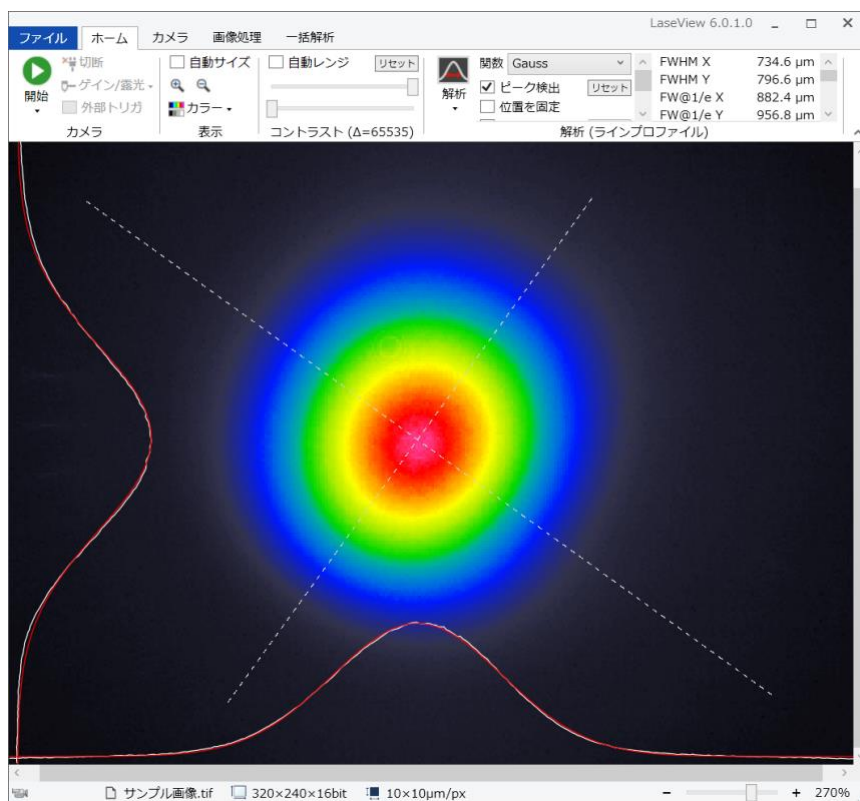 LaseView 6.0.1.0
ファイル ホーム カメラ 画像処理 一括解析
開始
切断
ゲイン/露光
外部トリガ
カメラ
自動サイズ
カラー
表示
自動レンジ リセット
コントラスト (Δ=65535)
解析
関数 Gauss
ピーク検出 リセット
位置を固定
FWHM X 734.6 µm
FWHM Y 796.6 µm
FW@1/e X 882.4 µm
FW@1/e Y 956.8 µm
解析 (ラインプロファイル)
サンプル画像.tif 320×240×16bit 10×10µm/px − + 270%